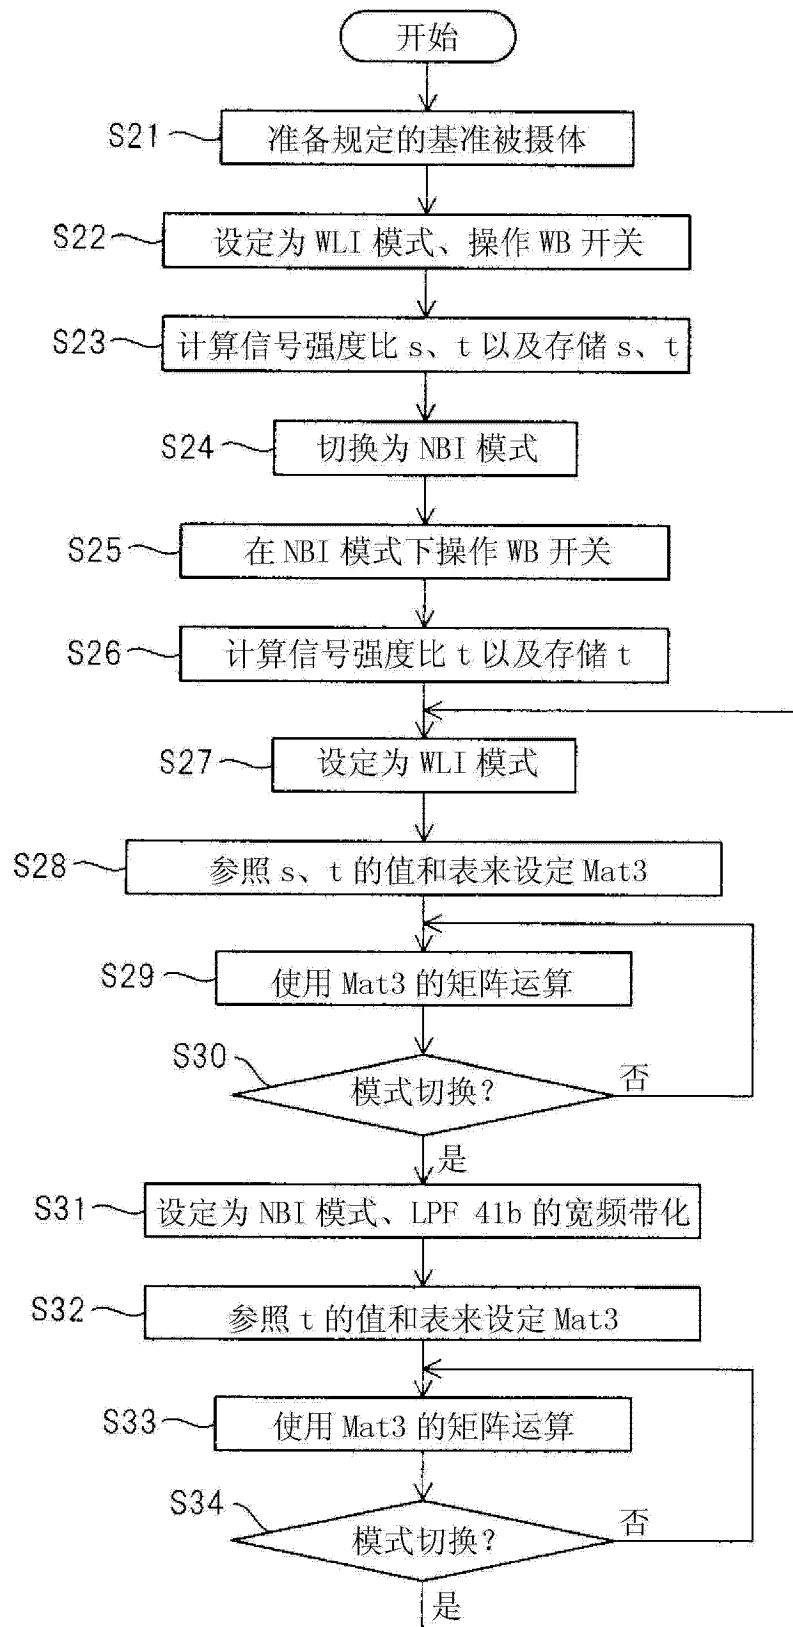 开始
S21 准备规定的基准被摄体
S22 设定为 WLI 模式、操作 WB 开关
S23 计算信号强度比 s、t 以及存储 s、t
S24 切换为 NBI 模式
S25 在 NBI 模式下操作 WB 开关
S26 计算信号强度比 t 以及存储 t
S27 设定为 WLI 模式
S28 参照 s、t 的值和表来设定 Mat3
S29 使用 Mat3 的矩阵运算
S30 模式切换? 否
是
S31 设定为 NBI 模式、LPF 41b 的宽频带化
S32 参照 t 的值和表来设定 Mat3
S33 使用 Mat3 的矩阵运算
S34 模式切换? 否
是